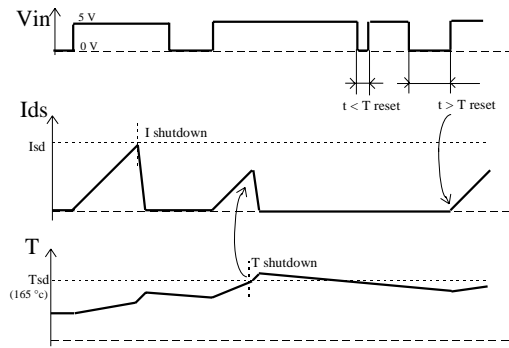 Vin
5 V
0 V
t < T reset
t > T reset
Ids
I shutdown
Isd
T
T shutdown
Tsd
(165 °c)